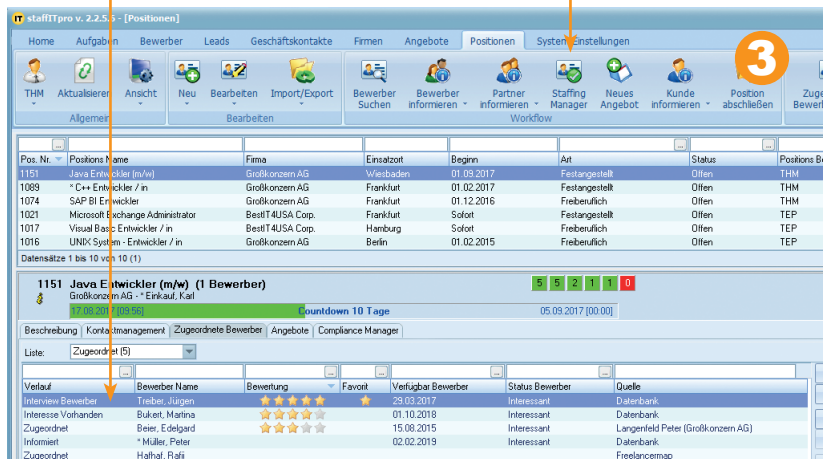 IT staffITpro v. 2.2.5.5 - [Positionen]
Home Aufgaben Bewerber Leads Geschäftskontakte Firmen Angebote Positionen System Einstellungen
3
THM Aktualisieren Ansicht Neu Bearbeiten Import/Export Bewerber Suchen Bewerber informieren Partner informieren Staffing Manager Neues Angebot Kunde informieren Position abschließen
Allgemein Bearbeiten Workflow
Pos. Nr. Positions Name Firma Einsatzort Beginn Art Status
1151 Java Entwickler (m/w) Großkonzern AG Wiesbaden 01.09.2017 Festangestellt Offen THM
1089 * C++ Entwickler / in Großkonzern AG Frankfurt 01.02.2017 Festangestellt Offen THM
1074 SAP BI Entwickler Großkonzern AG Frankfurt 01.12.2016 Freiberuflich Offen THM
1021 Microsoft Exchange Administrator BestIT4USA Corp. Frankfurt Sofort Festangestellt Offen TEP
1017 Visual Basic Entwickler / in BestIT4USA Corp. Hamburg Sofort Freiberuflich Offen TEP
1016 UNIX System - Entwickler / in Großkonzern AG Berlin 01.02.2015 Freiberuflich Offen TEP
Datensätze 1 bis 10 von 10 (1)
1151 Java Entwickler (m/w) (1 Bewerber) 5 5 2 1 1 0
Großkonzern AG - * Einkauf, Karl
17.08.2017 [09:56] Countdown 10 Tage 05.09.2017 [00:00]
Beschreibung Kontaktmanagement Zugeordnete Bewerber Angebote Compliance Manager
Liste: Zugeordnet (5)
Verlauf Bewerber Name Bewertung Favorit Verfügbar Bewerber Status Bewerber Quelle
Interview Bewerber Treiber, Jürgen 29.03.2017 Interessant Datenbank
Interesse Vorhanden Bukert, Martina 01.10.2018 Interessant Datenbank
Zugeordnet Beier, Edelgard 15.08.2015 Interessant Langenfeld Peter (Großkonzern AG)
Informiert * Müller, Peter 02.02.2019 Interessant Datenbank
Zugeordnet Hafhaf, Rafii Freelancermap